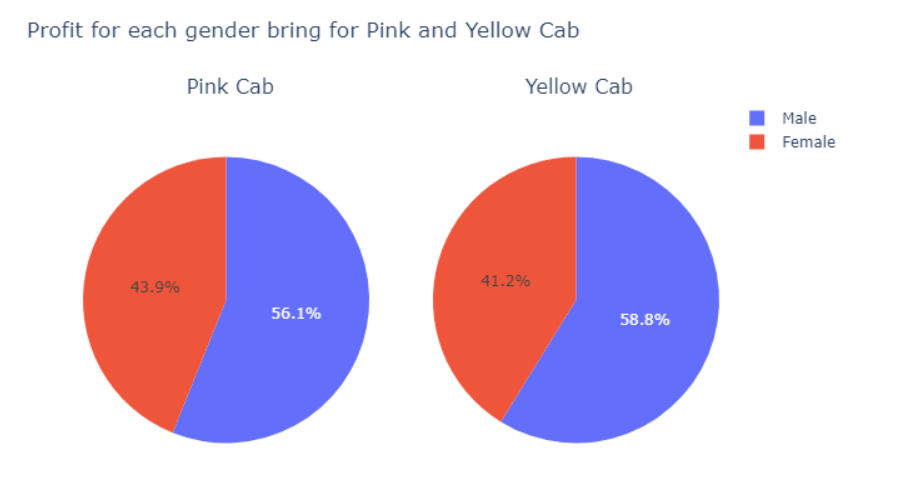 Profit for each gender bring for Pink and Yellow Cab
Pink Cab
Yellow Cab
Male
Female
43.9%
56.1%
41.2%
58.8%